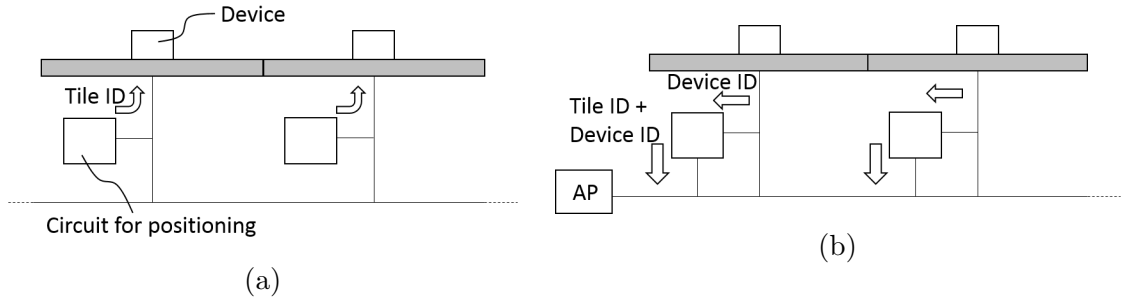 Device
Tile ID
Circuit for positioning
(a)
Device ID
Tile ID +
Device ID
AP
(b)